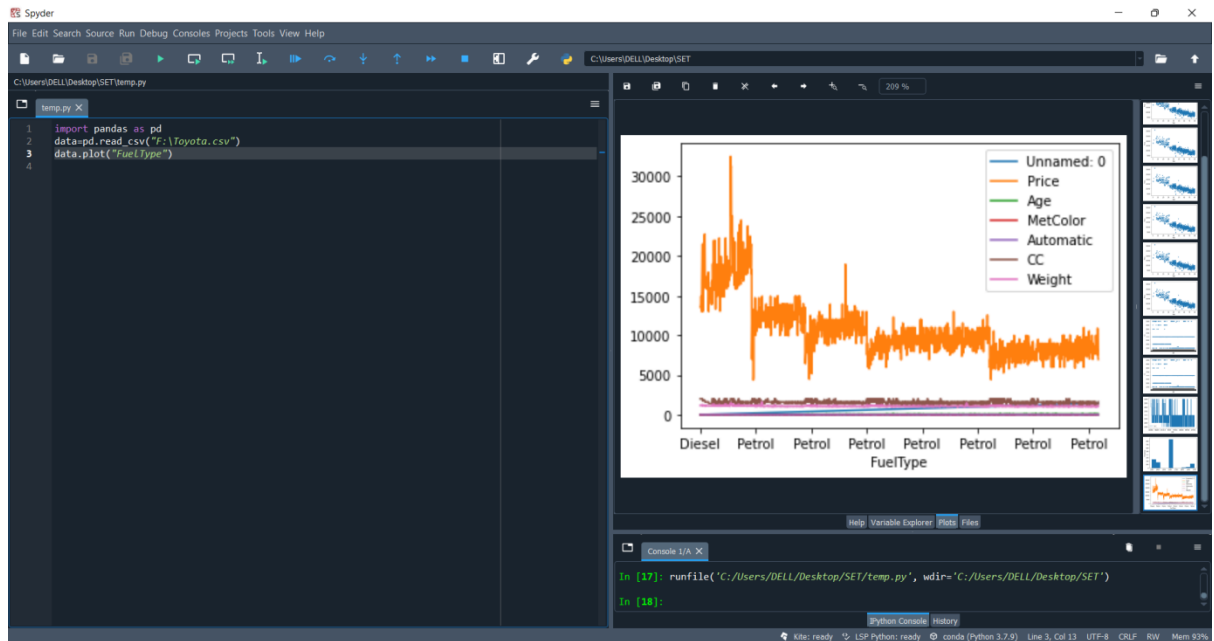 Spyder
File Edit Search Source Run Debug Consoles Projects Tools View Help
C:\Users\DELL\Desktop\SET
C:\Users\DELL\Desktop\SET\temp.py
temp.py
1 import pandas as pd
2 data=pd.read_csv("F:\Toyota.csv")
3 data.plot("FuelType")
4
209 %
Unnamed: 0
Price
Age
MetColor
Automatic
CC
Weight
30000
25000
20000
15000
10000
5000
0
Diesel Petrol Petrol Petrol Petrol Petrol Petrol Petrol
FuelType
Help Variable Explorer Plots Files
Console 1/A
In [17]: runfile('C:/Users/DELL/Desktop/SET/temp.py', wdir='C:/Users/DELL/Desktop/SET')
In [18]:
IPython Console History
Kite: ready LSP Python: ready conda (Python 3.7.9) Line 3, Col 13 UTF-8 CRLF RW Mem 93%